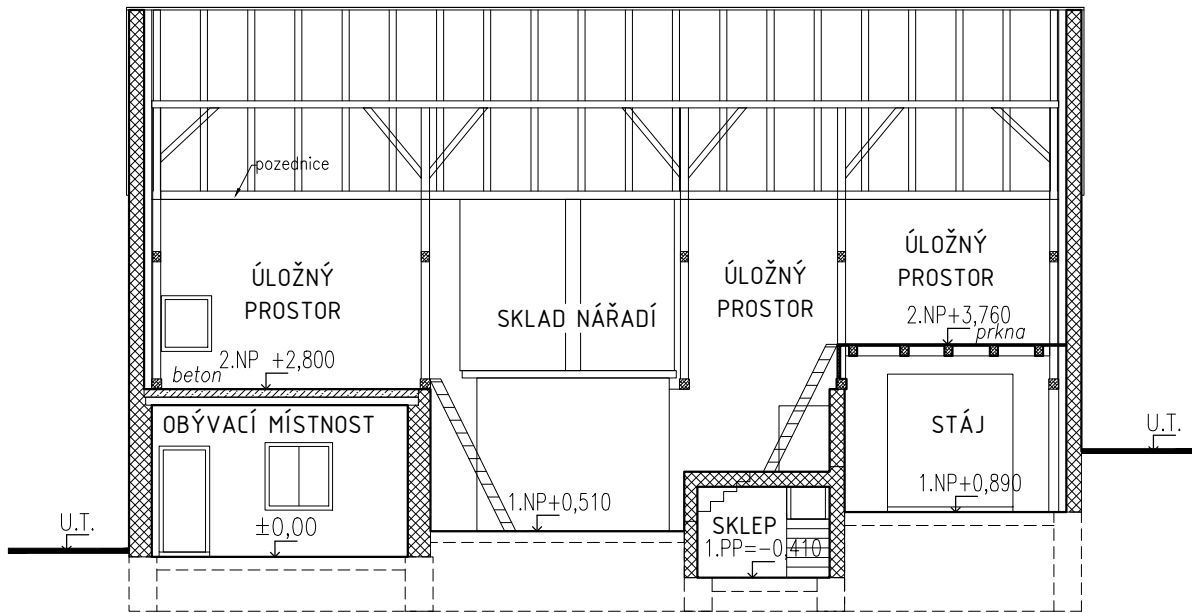 pozednice
ÚLOŽNÝ
PROSTOR
SKLAD NÁŘADÍ
ÚLOŽNÝ
PROSTOR
ÚLOŽNÝ
PROSTOR
2.NP+3,760
prkna
2.NP +2,800
beton
OBÝVACÍ MÍSTNOST
STÁJ
U.T.
1.NP+0,890
1.NP+0,510
±0,00
U.T.
SKLEP
1.PP=-0,410